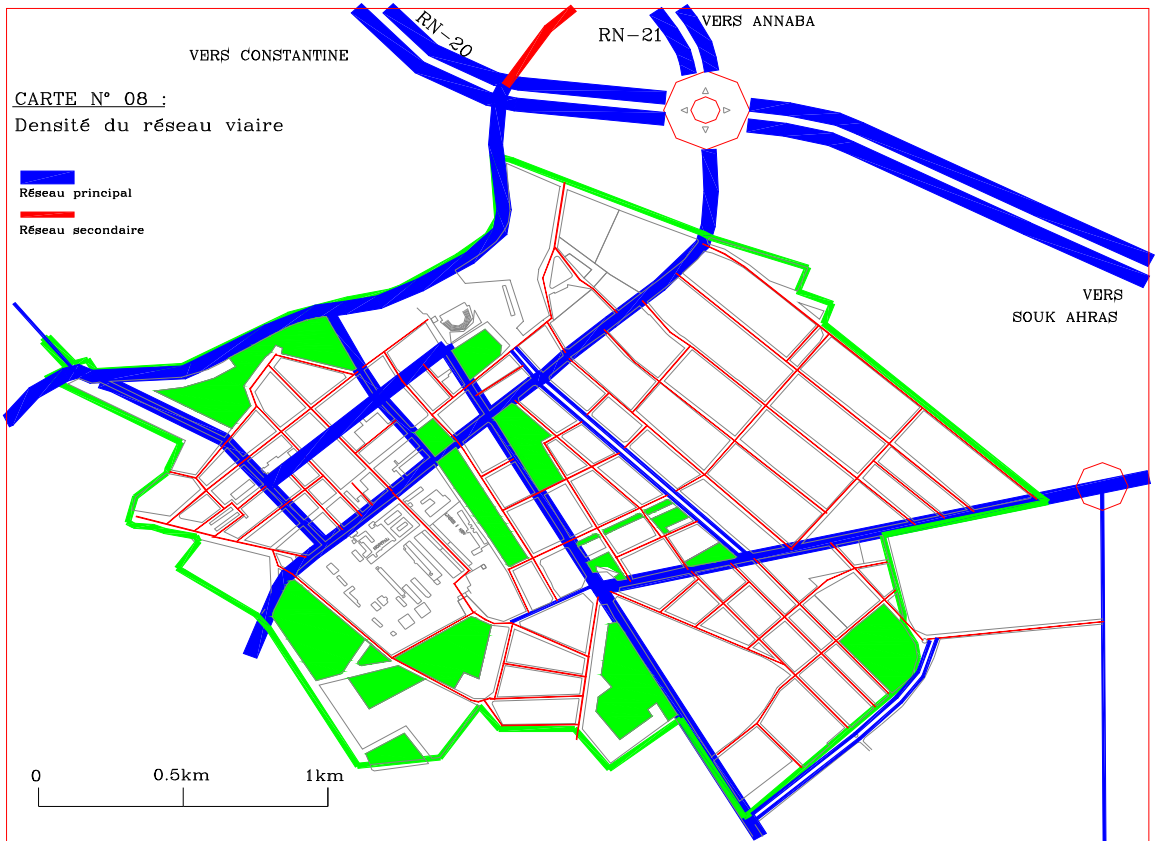 RN-20
RN-21
VERS ANNABA
VERS CONSTANTINE
CARTE N° 08 :
Densité du réseau viaire
Réseau principal
Réseau secondaire
VERS
SOUK AHRAS
0
0.5km
1km